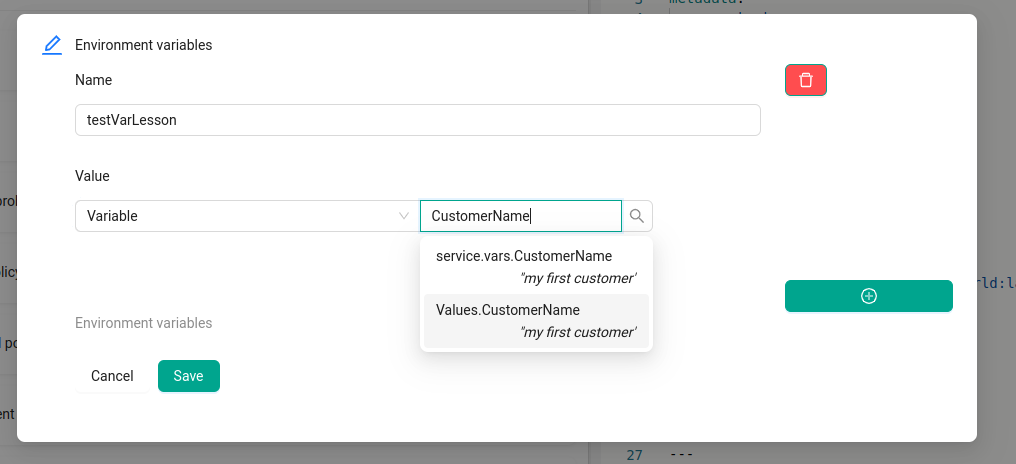 metadata:
Environment variables
Name
testVarLesson
Value
Variable
CustomerName
service.vars.CustomerName
"my first customer"
Values.CustomerName
"my first customer"
Environment variables
Cancel
Save
27
---